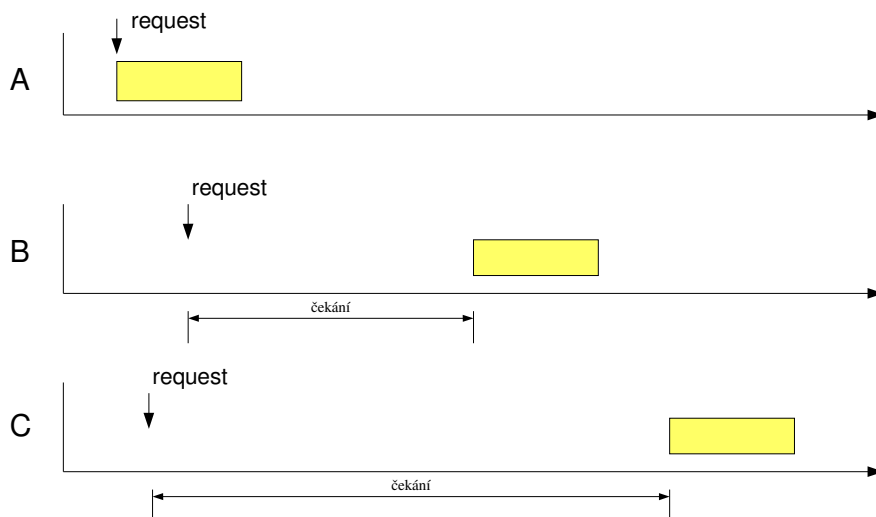 request
A
request
B
čekání
request
C
čekání